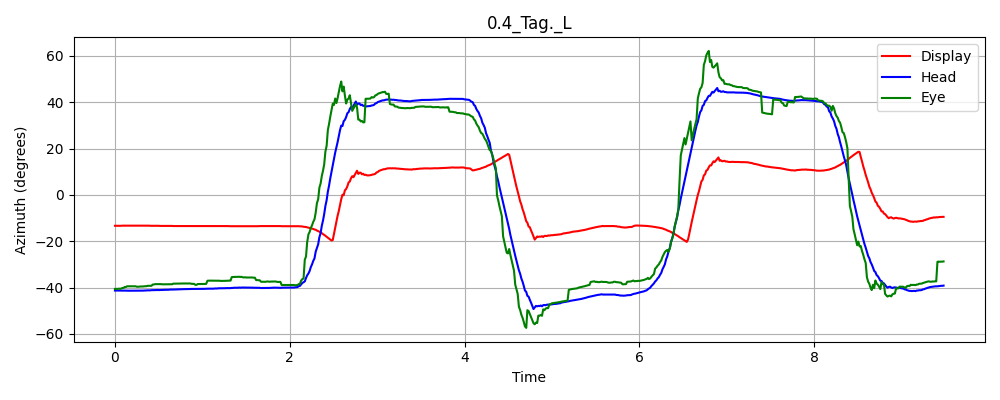 0.4_Tag._L
Azimuth (degrees)
60
40
20
0
−20
−40
−60
0 2 4 6 8
Time
Display
Head
Eye